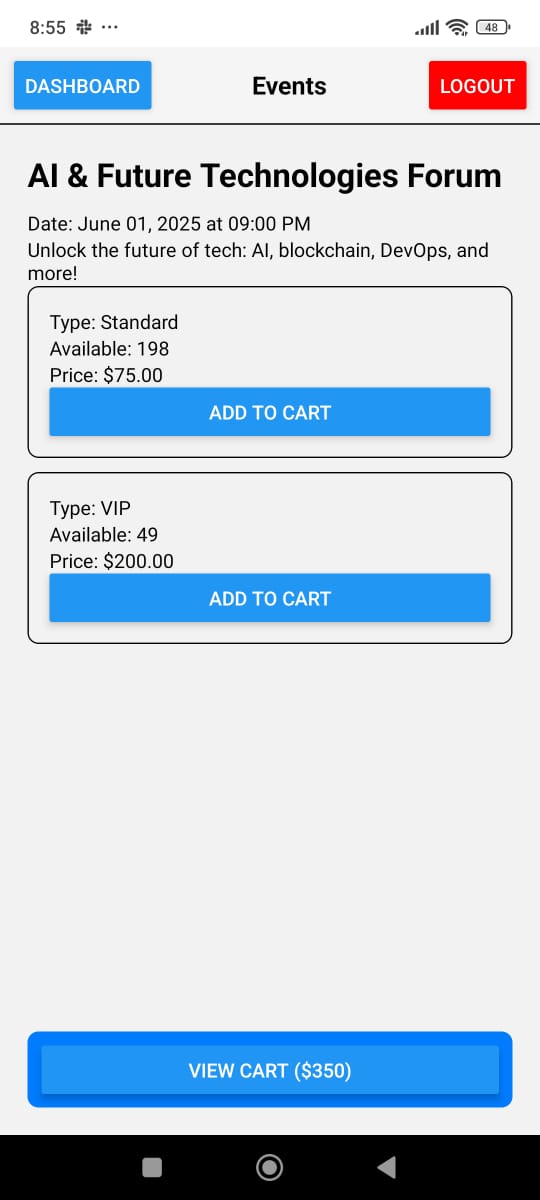 8:55
48
DASHBOARD
Events
LOGOUT
AI & Future Technologies Forum
Date: June 01, 2025 at 09:00 PM
Unlock the future of tech: AI, blockchain, DevOps, and
more!
Type: Standard
Available: 198
Price: $75.00
ADD TO CART
Type: VIP
Available: 49
Price: $200.00
ADD TO CART
VIEW CART ($350)